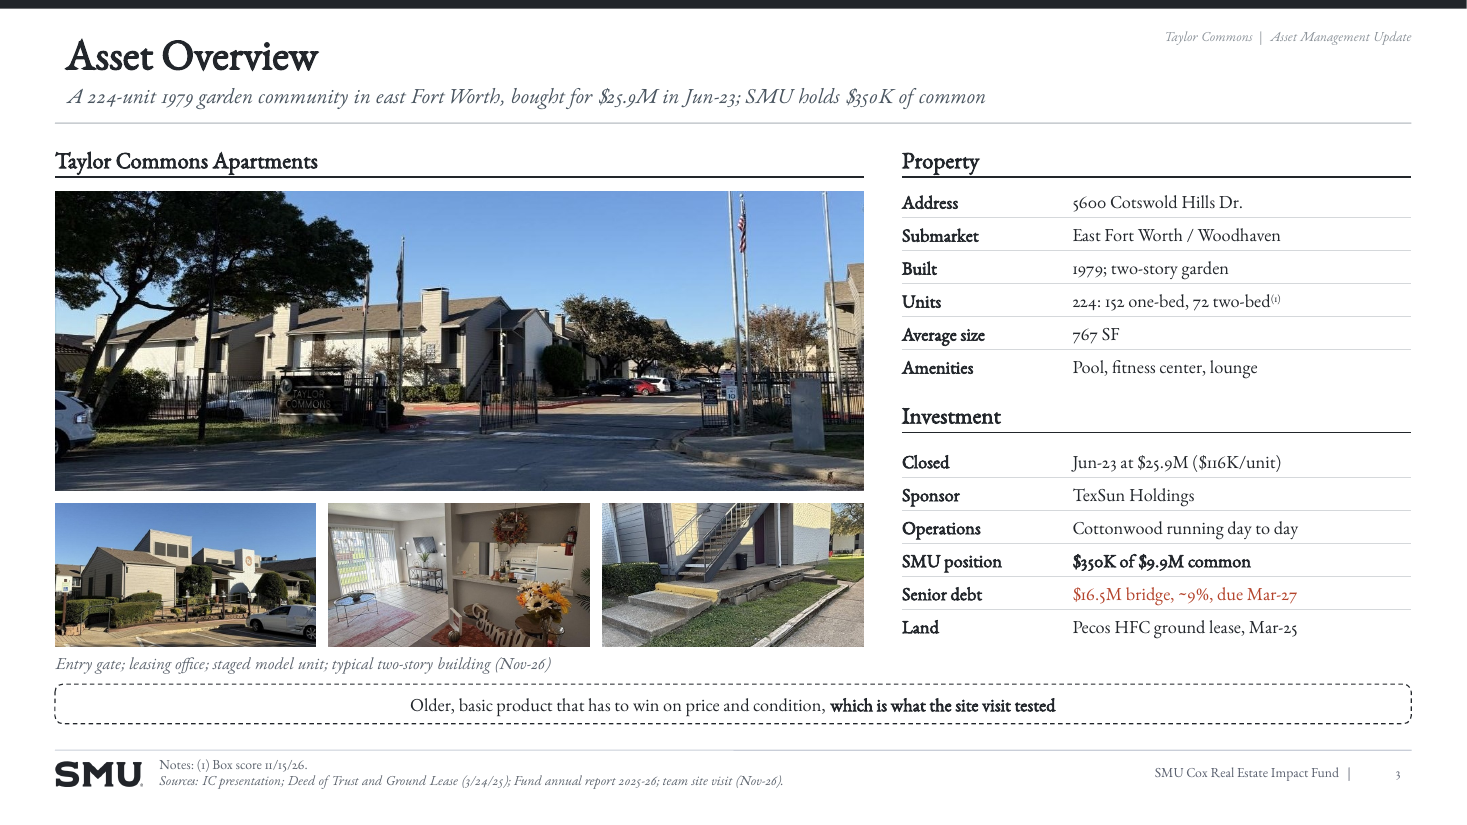 Taylor Commons | Asset Management Update
Asset Overview
A 224-unit 1979 garden community in east Fort Worth, bought for $25.9M in Jun-23; SMU holds $350K of common
Taylor Commons Apartments
TAYLOR
COMMONS
10
Entry gate; leasing office; staged model unit; typical two-story building (Nov-26)
Property
Address 5600 Cotswold Hills Dr.
Submarket East Fort Worth / Woodhaven
Built 1979; two-story garden
Units 224: 152 one-bed, 72 two-bed(1)
Average size 767 SF
Amenities Pool, fitness center, lounge
Investment
Closed Jun-23 at $25.9M ($116K/unit)
Sponsor TexSun Holdings
Operations Cottonwood running day to day
SMU position $350K of $9.9M common
Senior debt $16.5M bridge, ~9%, due Mar-27
Land Pecos HFC ground lease, Mar-25
Older, basic product that has to win on price and condition, which is what the site visit tested
SMU®
Notes: (1) Box score 11/15/26.
Sources: IC presentation; Deed of Trust and Ground Lease (3/24/25); Fund annual report 2025-26; team site visit (Nov-26).
SMU Cox Real Estate Impact Fund | 3